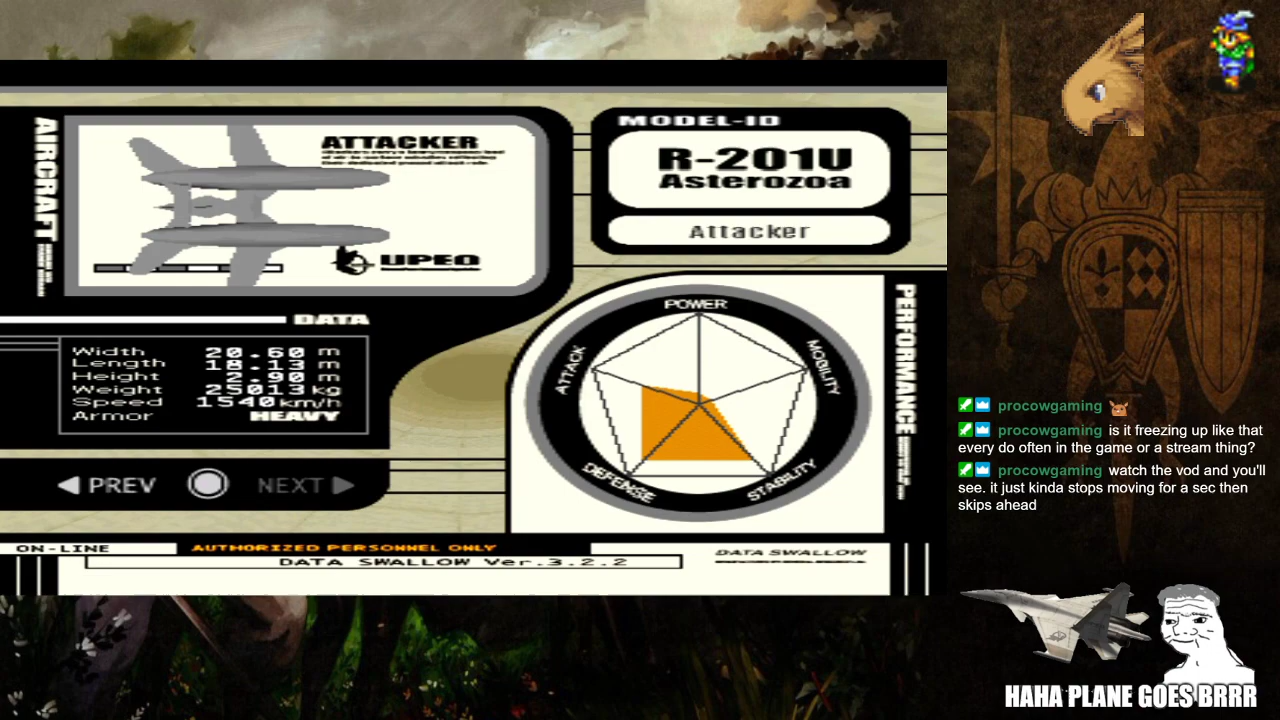 AIRCRAFT
ATTACKER
UPEO
MODEL-ID
R-201U
Asterozoa
Attacker
DATA
Width 20.60 m
Length 18.13 m
Height 2.90 m
Weight 25013 kg
Speed 1540 km/h
Armor HEAVY
PREV
NEXT
POWER
MOBILITY
STABILITY
DEFENSE
ATTACK
PERFORMANCE
ON-LINE
AUTHORIZED PERSONNEL ONLY
DATA SWALLOW Ver.3.2.2
DATA SWALLOW
procowgaming
procowgaming is it freezing up like that
every do often in the game or a stream thing?
procowgaming watch the vod and you'll
see. it just kinda stops moving for a sec then
skips ahead
HAHA PLANE GOES BRRR